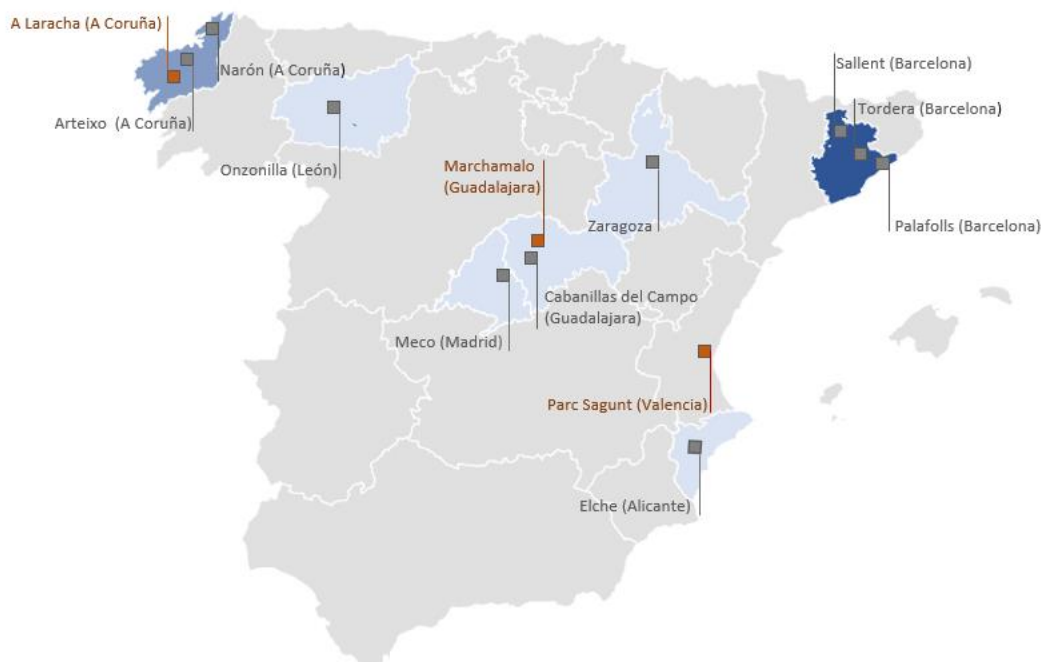 A Laracha (A Coruña)
Narón (A Coruña)
Arteixo (A Coruña)
Onzonilla (León)
Sallent (Barcelona)
Tordera (Barcelona)
Palafolls (Barcelona)
Marchamalo
(Guadalajara)
Zaragoza
Cabanillas del Campo
(Guadalajara)
Meco (Madrid)
Parc Sagunt (Valencia)
Elche (Alicante)